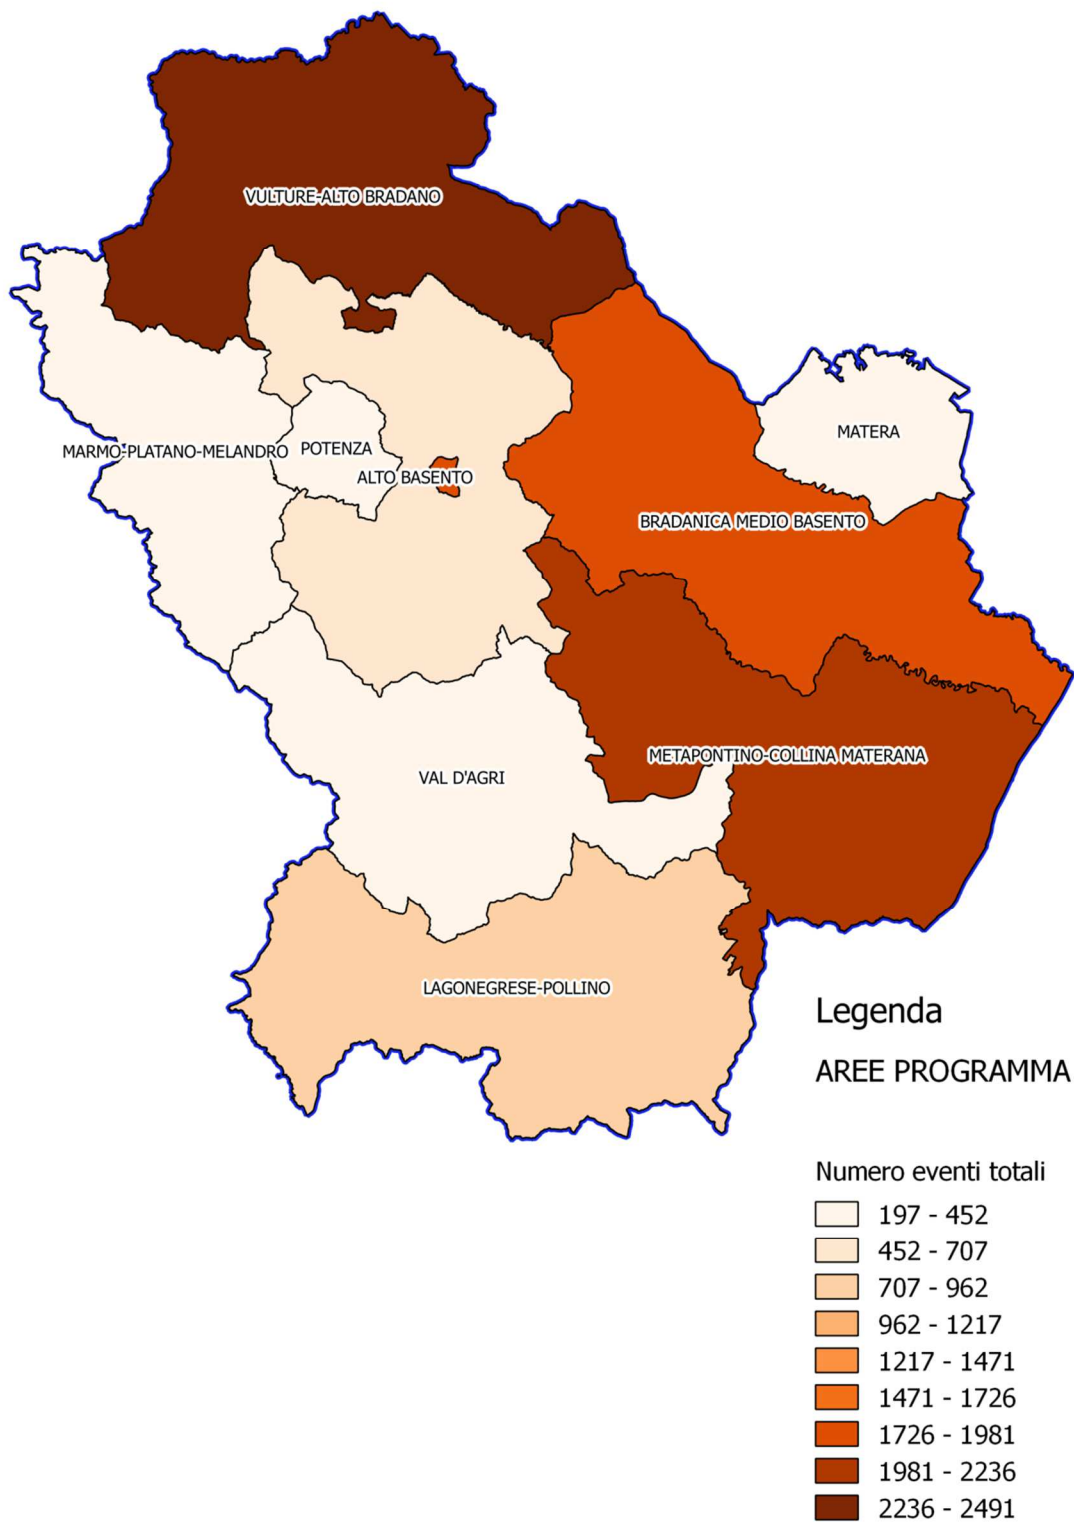 VULTURE-ALTO BRADANO
MATERA
MARMO-PLATANO-MELANDRO
POTENZA
ALTO BASENTO
BRADANICA MEDIO BASENTO
METAPONTINO-COLLINA MATERANA
VAL D'AGRI
LAGONEGRESE-POLLINO
Legenda
AREE PROGRAMMA
Numero eventi totali
197 - 452
452 - 707
707 - 962
962 - 1217
1217 - 1471
1471 - 1726
1726 - 1981
1981 - 2236
2236 - 2491